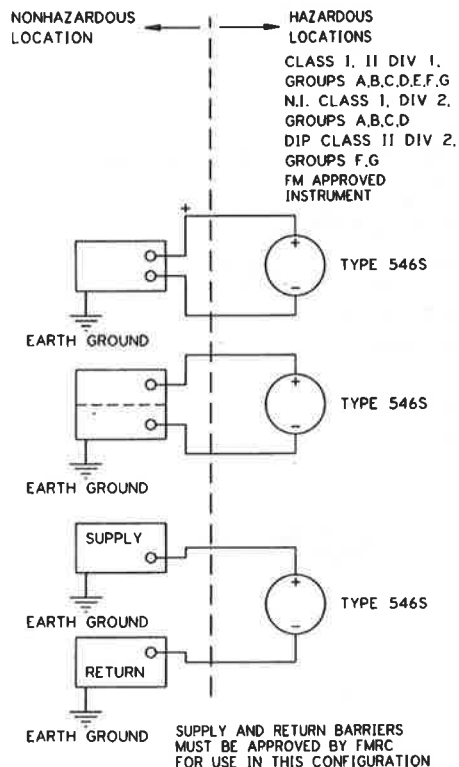 NONHAZARDOUS
LOCATION
HAZARDOUS
LOCATIONS
CLASS I, II DIV 1,
GROUPS A,B,C,D,E,F,G
N.I. CLASS I, DIV 2,
GROUPS A,B,C,D
DIP CLASS II DIV 2,
GROUPS F,G
FM APPROVED
INSTRUMENT
+
+
−
TYPE 546S
EARTH GROUND
+
−
TYPE 546S
EARTH GROUND
SUPPLY
+
−
TYPE 546S
EARTH GROUND
RETURN
EARTH GROUND
SUPPLY AND RETURN BARRIERS
MUST BE APPROVED BY FMRC
FOR USE IN THIS CONFIGURATION